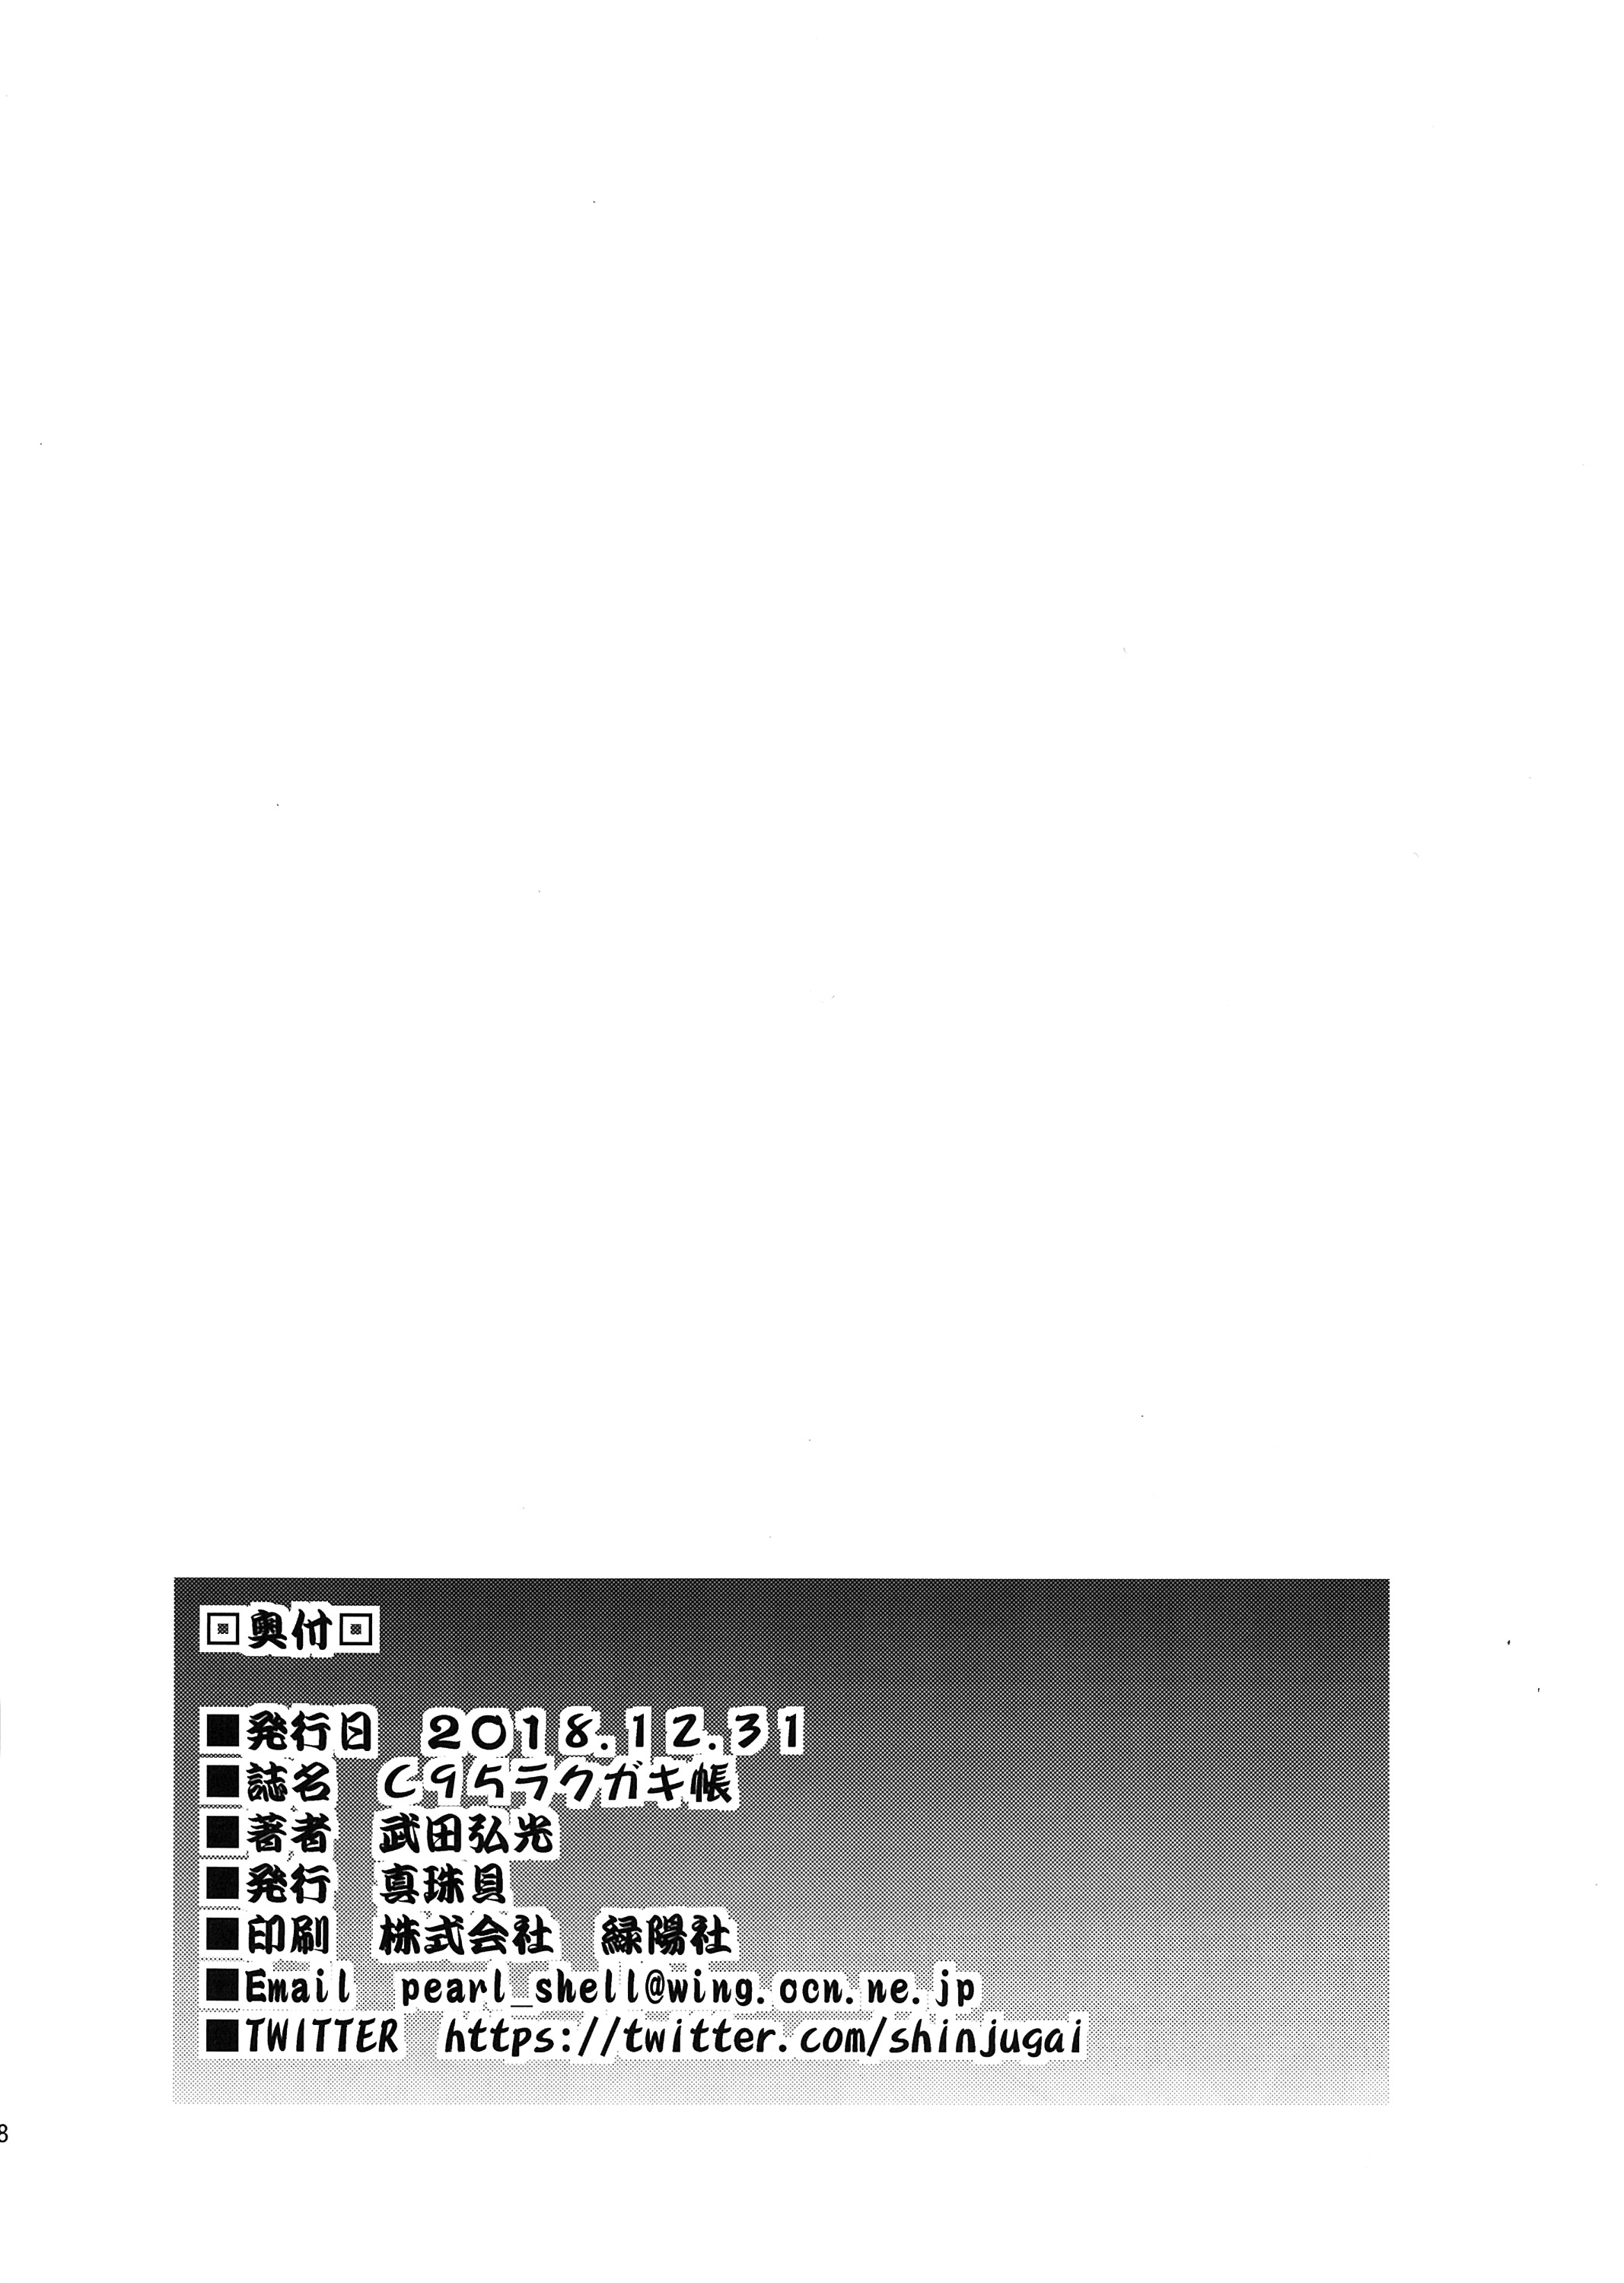 回奥付回
■発行日 2018.12.31
■誌名 C95ラクガキ帳
■著者 武田弘光
■発行 真珠貝
■印刷 株式会社 緑陽社
■Email pearl_shell@wing.ocn.ne.jp
■TWITTER https://twitter.com/shinjugai
8